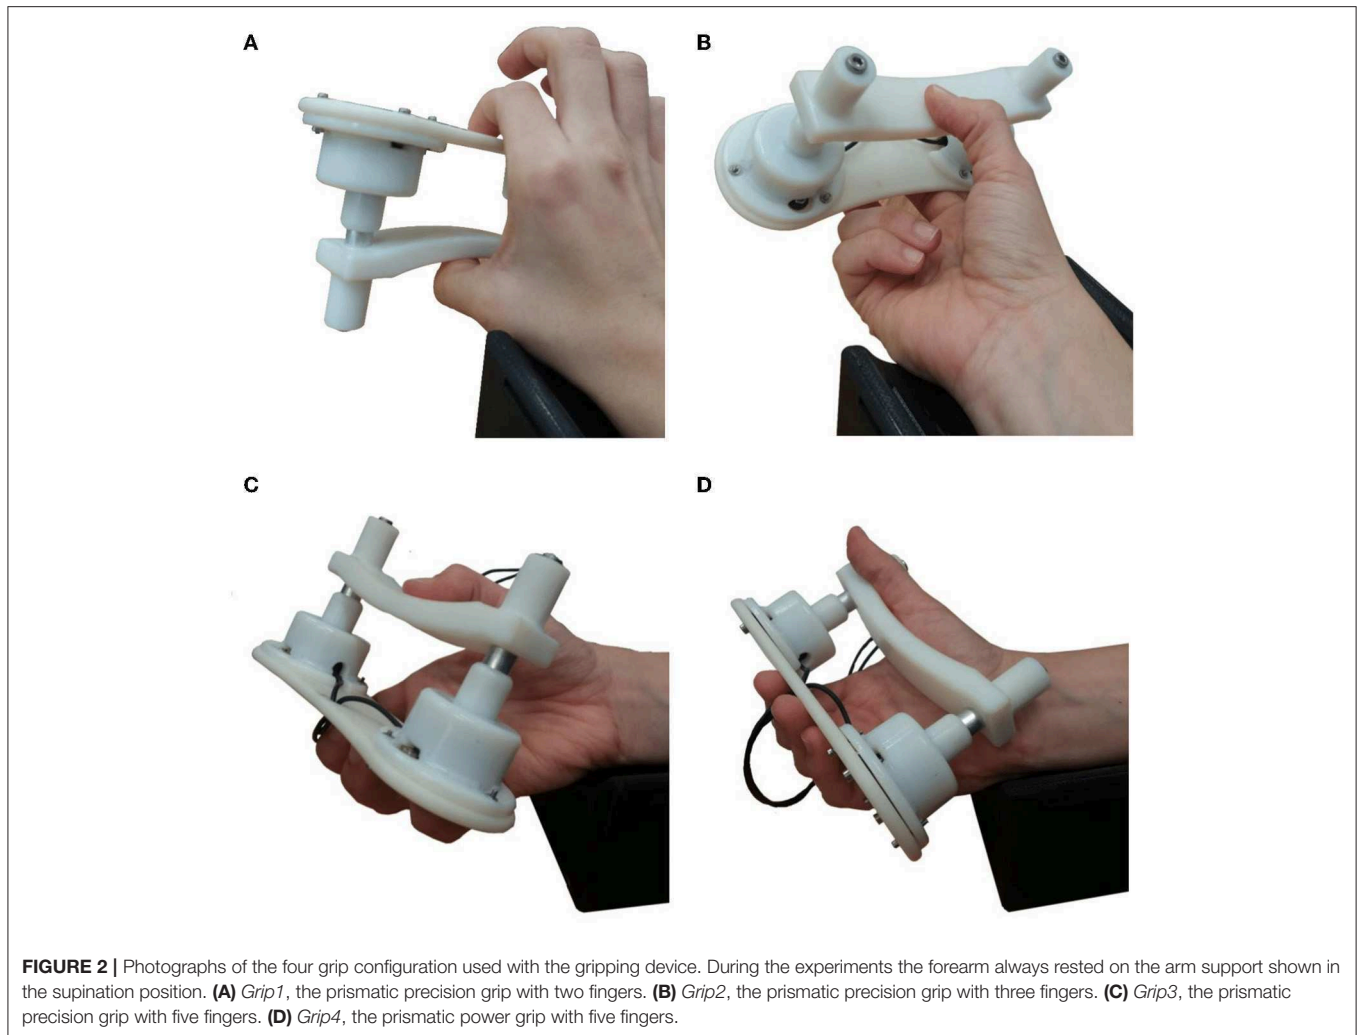 A
B
C
D
FIGURE 2 | Photographs of the four grip configuration used with the gripping device. During the experiments the forearm always rested on the arm support shown in
the supination position. (A) Grip1, the prismatic precision grip with two fingers. (B) Grip2, the prismatic precision grip with three fingers. (C) Grip3, the prismatic
precision grip with five fingers. (D) Grip4, the prismatic power grip with five fingers.